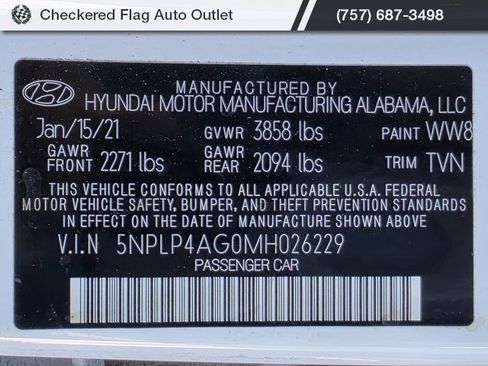 Checkered Flag Auto Outlet (757) 687-3498
MANUFACTURED BY
HYUNDAI MOTOR MANUFACTURING ALABAMA, LLC
Jan/15/21 GVWR 3858 lbs PAINT WW8
GAWR FRONT 2271 lbs GAWR REAR 2094 lbs TRIM TVN
THIS VEHICLE CONFORMS TO ALL APPLICABLE U.S.A. FEDERAL
MOTOR VEHICLE SAFETY, BUMPER, AND THEFT PREVENTION STANDARDS
IN EFFECT ON THE DATE OF MANUFACTURE SHOWN ABOVE.
V.I.N 5NPLP4AG0MH026229
PASSENGER CAR